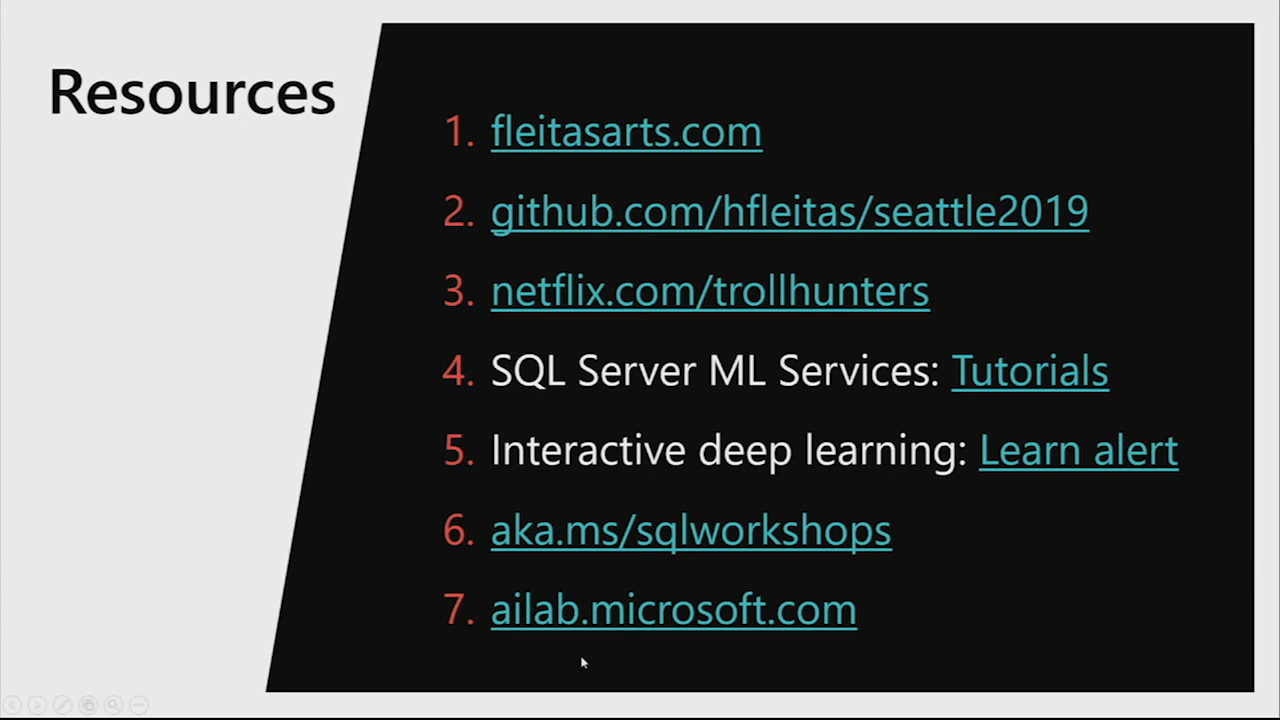 Resources
1. fleitasarts.com
2. github.com/hfleitas/seattle2019
3. netflix.com/trollhunters
4. SQL Server ML Services: Tutorials
5. Interactive deep learning: Learn alert
6. aka.ms/sqlworkshops
7. ailab.microsoft.com